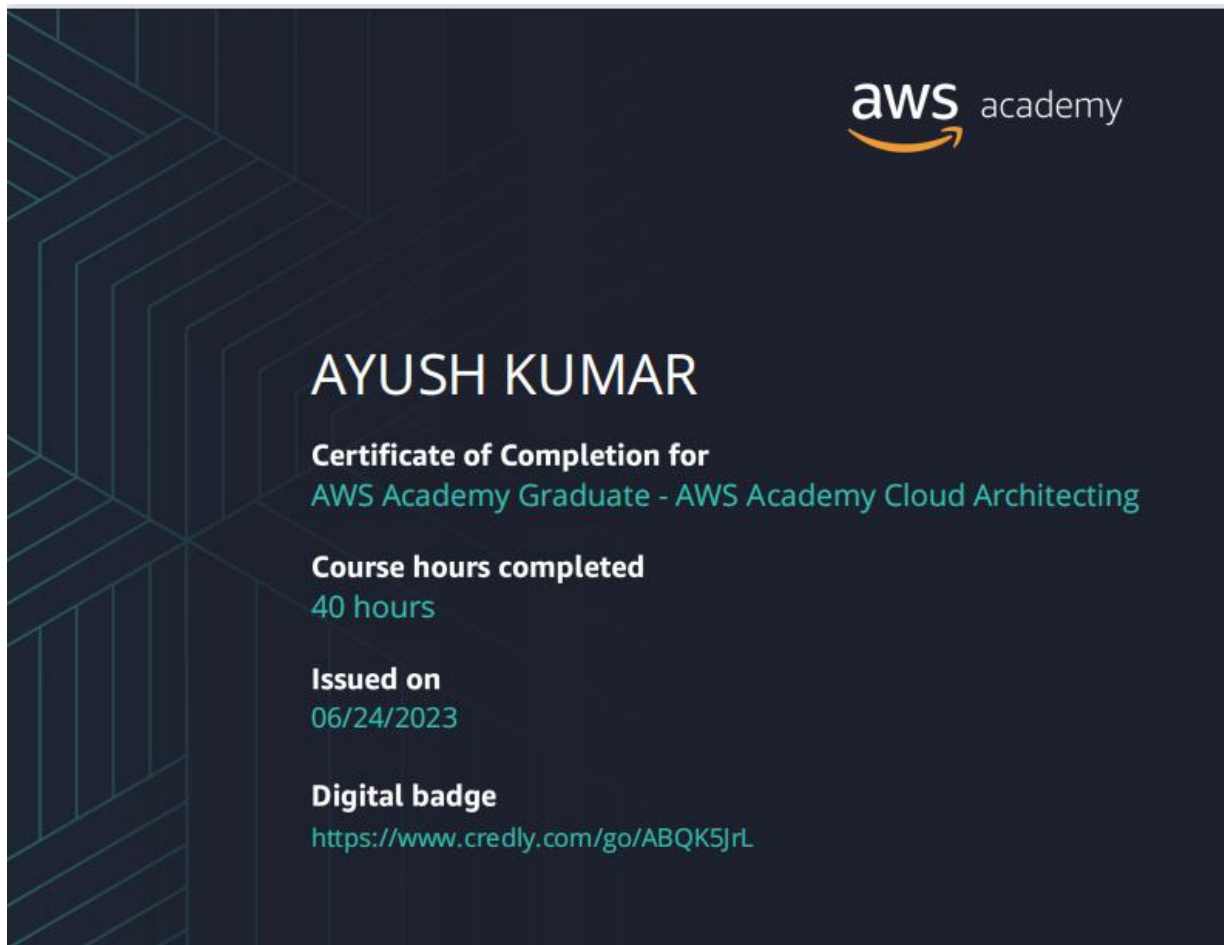 aws academy
AYUSH KUMAR
Certificate of Completion for
AWS Academy Graduate - AWS Academy Cloud Architecting
Course hours completed
40 hours
Issued on
06/24/2023
Digital badge
https://www.credly.com/go/ABQK5JrL